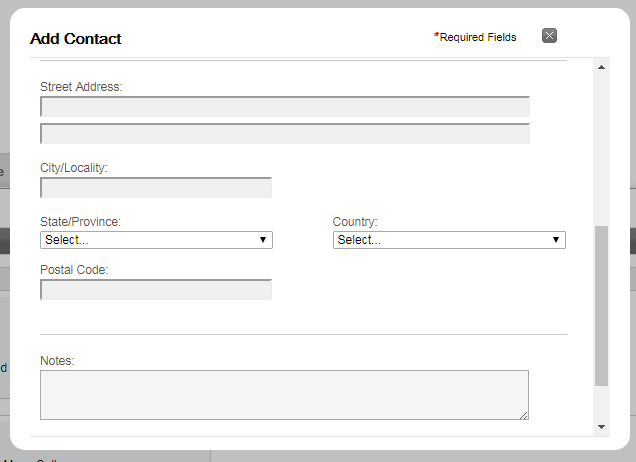 Add Contact
*Required Fields
Street Address:
City/Locality:
State/Province:
Country:
Select...
Select...
Postal Code:
Notes: